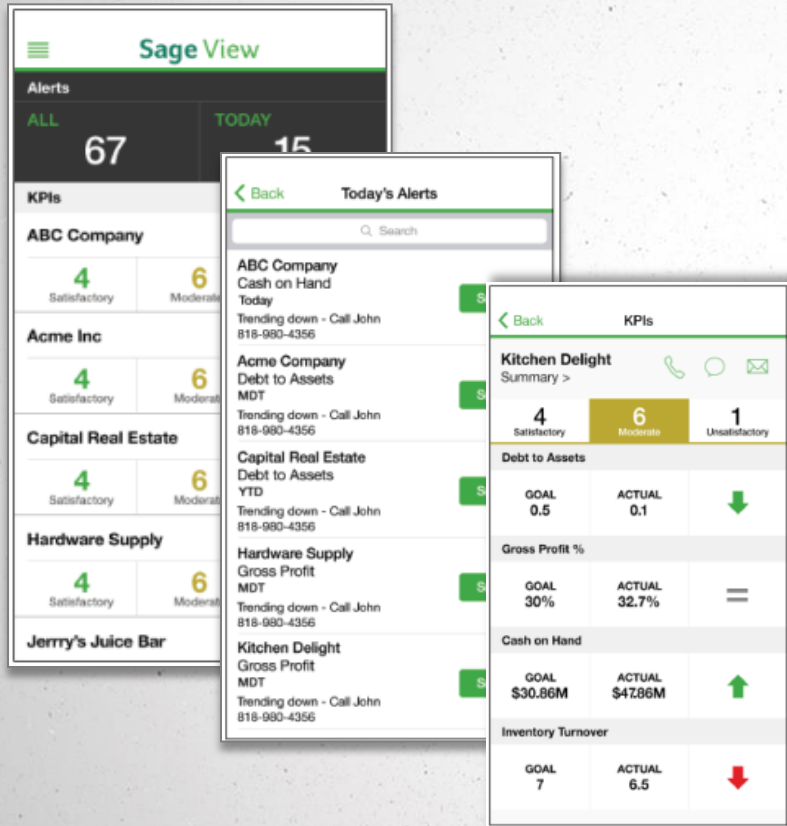 Sage View
Alerts
ALL TODAY
67 15
KPIs
ABC Company
4 6
Satisfactory Moderate
Acme Inc
4 6
Satisfactory
Capital Real Estate
4 6
Satisfactory
Hardware Supply
4 6
Satisfactory
Jerrry's Juice Bar
Back Today's Alerts
Search
ABC Company
Cash on Hand
Today
Trending down - Call John
818-980-4356
Acme Company
Debt to Assets
MDT
Trending down - Call John
818-980-4356
Capital Real Estate
Debt to Assets
YTD
Trending down - Call John
818-980-4356
Hardware Supply
Gross Profit
MDT
Trending down - Call John
818-980-4356
Kitchen Delight
Gross Profit
MDT
Trending down - Call John
818-980-4356
Back KPIs
Kitchen Delight
Summary >
4 6 1
Satisfactory Moderate Unsatisfactory
Debt to Assets
GOAL ACTUAL
0.5 0.1
Gross Profit %
GOAL ACTUAL
30% 32.7% =
Cash on Hand
GOAL ACTUAL
$30.86M $47.86M
Inventory Turnover
GOAL ACTUAL
7 6.5